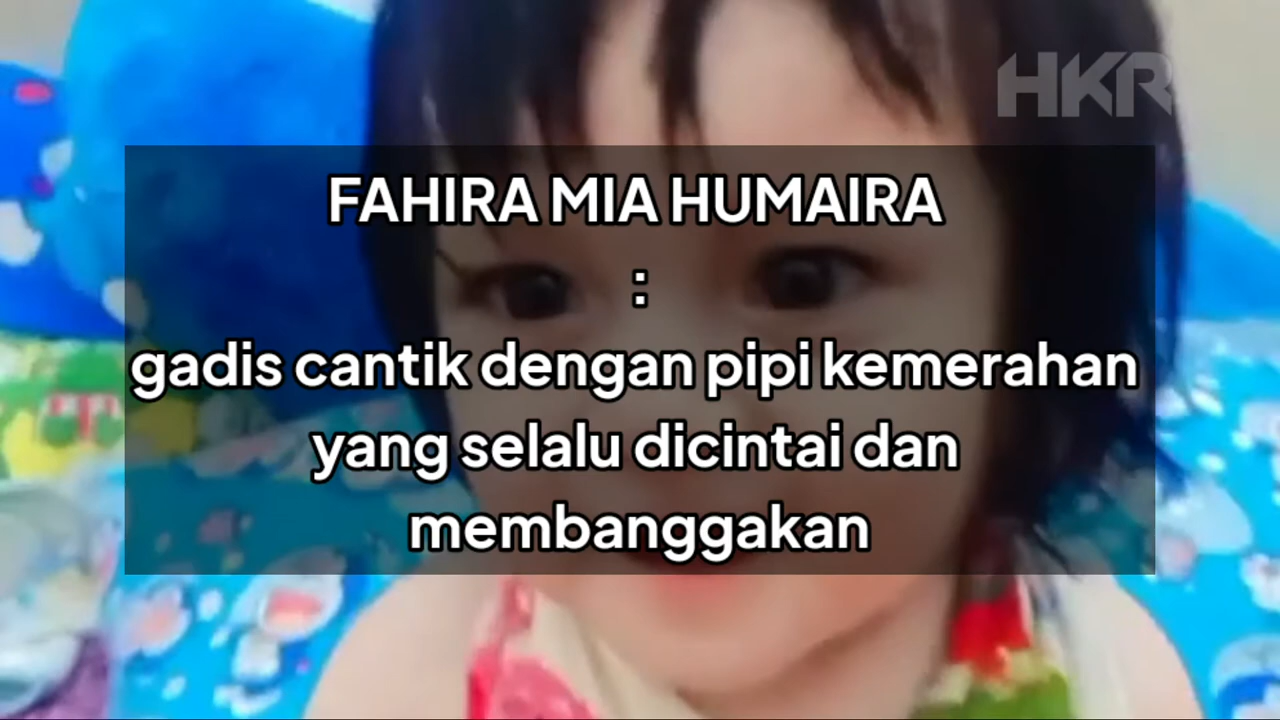 HKR
FAHIRA MIA HUMAIRA
:
gadis cantik dengan pipi kemerahan
yang selalu dicintai dan
membanggakan